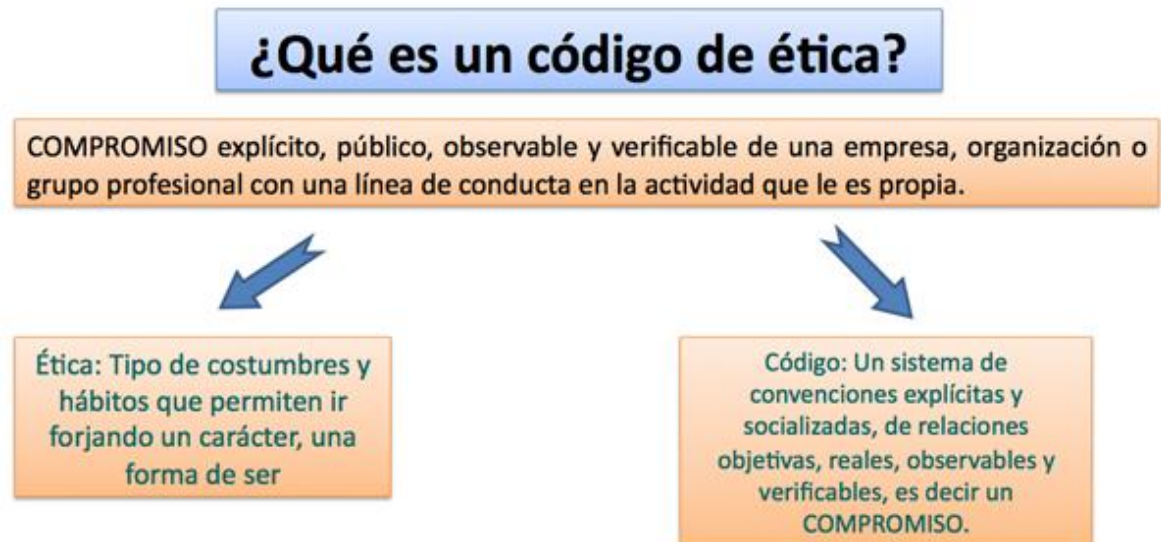 ¿Qué es un código de ética?
COMPROMISO explícito, público, observable y verificable de una empresa, organización o
grupo profesional con una línea de conducta en la actividad que le es propia.
Ética: Tipo de costumbres y
hábitos que permiten ir
forjando un carácter, una
forma de ser
Código: Un sistema de
convenciones explícitas y
socializadas, de relaciones
objetivas, reales, observables y
verificables, es decir un
COMPROMISO.